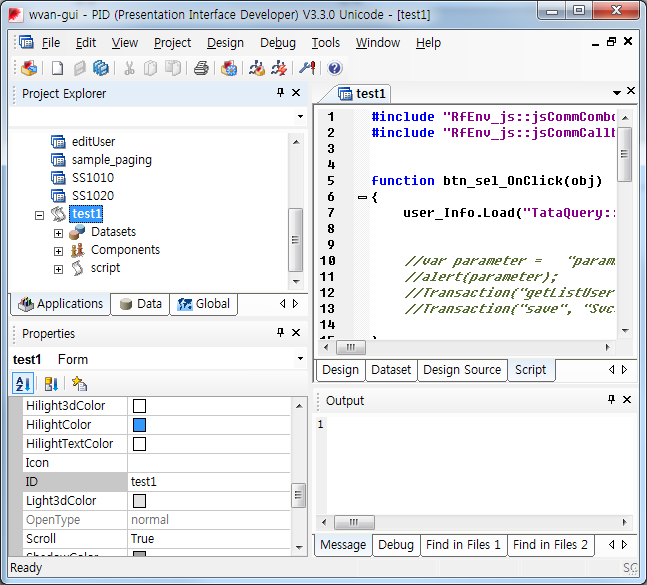 wvan-gui - PID (Presentation Interface Developer) V3.3.0 Unicode - [test1]
File Edit View Project Design Debug Tools Window Help
Project Explorer
editUser
sample_paging
SS1010
SS1020
test1
Datasets
Components
script
Applications Data Global
Properties
test1 Form
Hilight3dColor
HilightColor
HilightTextColor
Icon
ID test1
Light3dColor
OpenType normal
Scroll True
ShadowColor
test1
1 #include "RfEnv_js::jsCommCombo
2 #include "RfEnv_js::jsCommCallb
3
4
5 function btn_sel_OnClick(obj)
6 {
7 user_Info.Load("TataQuery::
8
9
10 //var parameter = "param
11 //alert(parameter);
12 //Transaction("getListUser
13 //Transaction("save", "Svc
14
15 }
Design Dataset Design Source Script
Output
1
Message Debug Find in Files 1 Find in Files 2
Ready